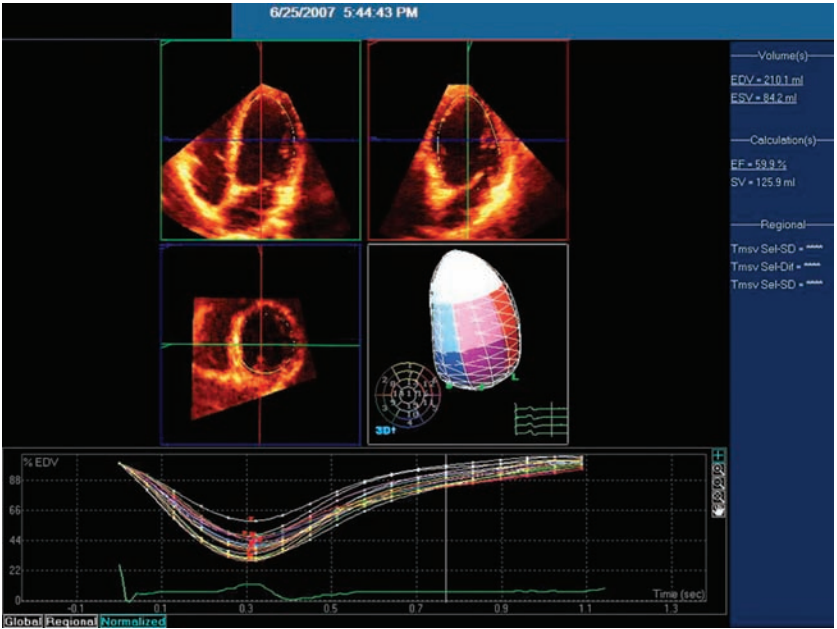 6/25/2007 5:44:43 PM
Volume(s)
EDV = 210.1 ml
ESV = 84.2 ml
Calculation(s)
EF = 59.9 %
SV = 125.9 ml
Regional
Tmsv Sel-SD = ****
Tmsv Sel-Dif = ****
Tmsv Sel-SD = ****
L
3D↑
% EDV
88
66
44
22
0
-0.1 0.1 0.3 0.5 0.7 0.9 1.1 1.3
Time (sec)
Global Regional Normalized